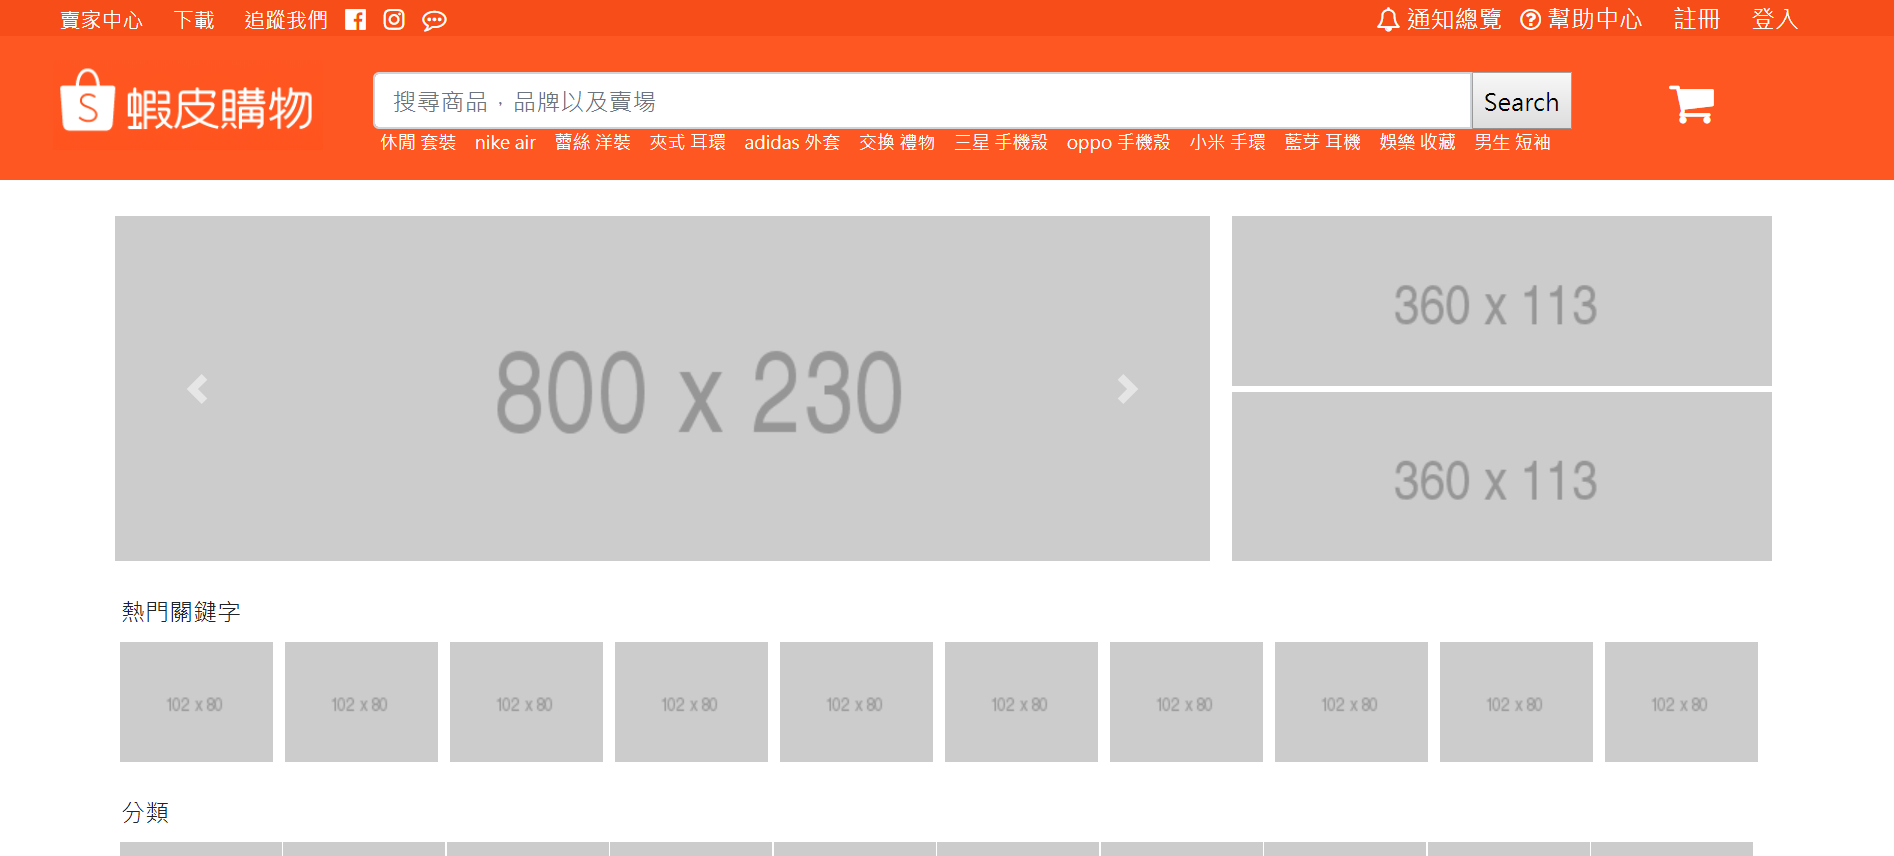 賣家中心 下載 追蹤我們 通知總覽 幫助中心 註冊 登入
S 蝦皮購物
搜尋商品，品牌以及賣場 Search
休閒 套裝 nike air 蕾絲 洋裝 夾式 耳環 adidas 外套 交換 禮物 三星 手機殼 oppo 手機殼 小米 手環 藍芽 耳機 娛樂 收藏 男生 短袖
800 x 230
360 x 113
360 x 113
熱門關鍵字
102 x 80 102 x 80 102 x 80 102 x 80 102 x 80 102 x 80 102 x 80 102 x 80 102 x 80 102 x 80
分類